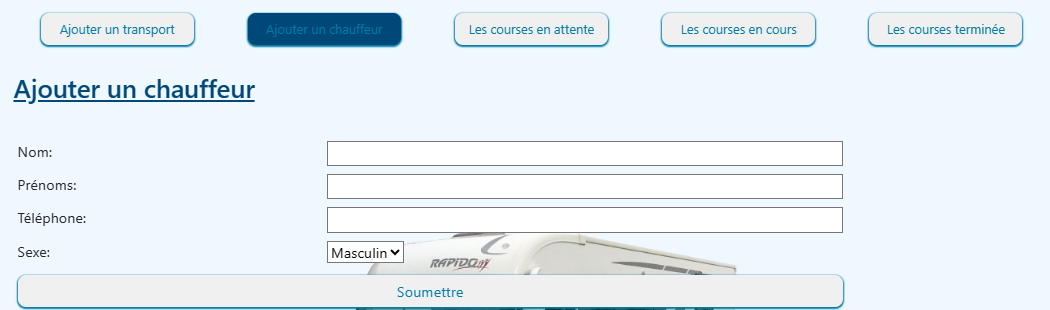 Ajouter un transport
Ajouter un chauffeur
Les courses en attente
Les courses en cours
Les courses terminée
Ajouter un chauffeur
Nom:
Prénoms:
Téléphone:
Sexe:
Masculin
RAPIDO
Soumettre